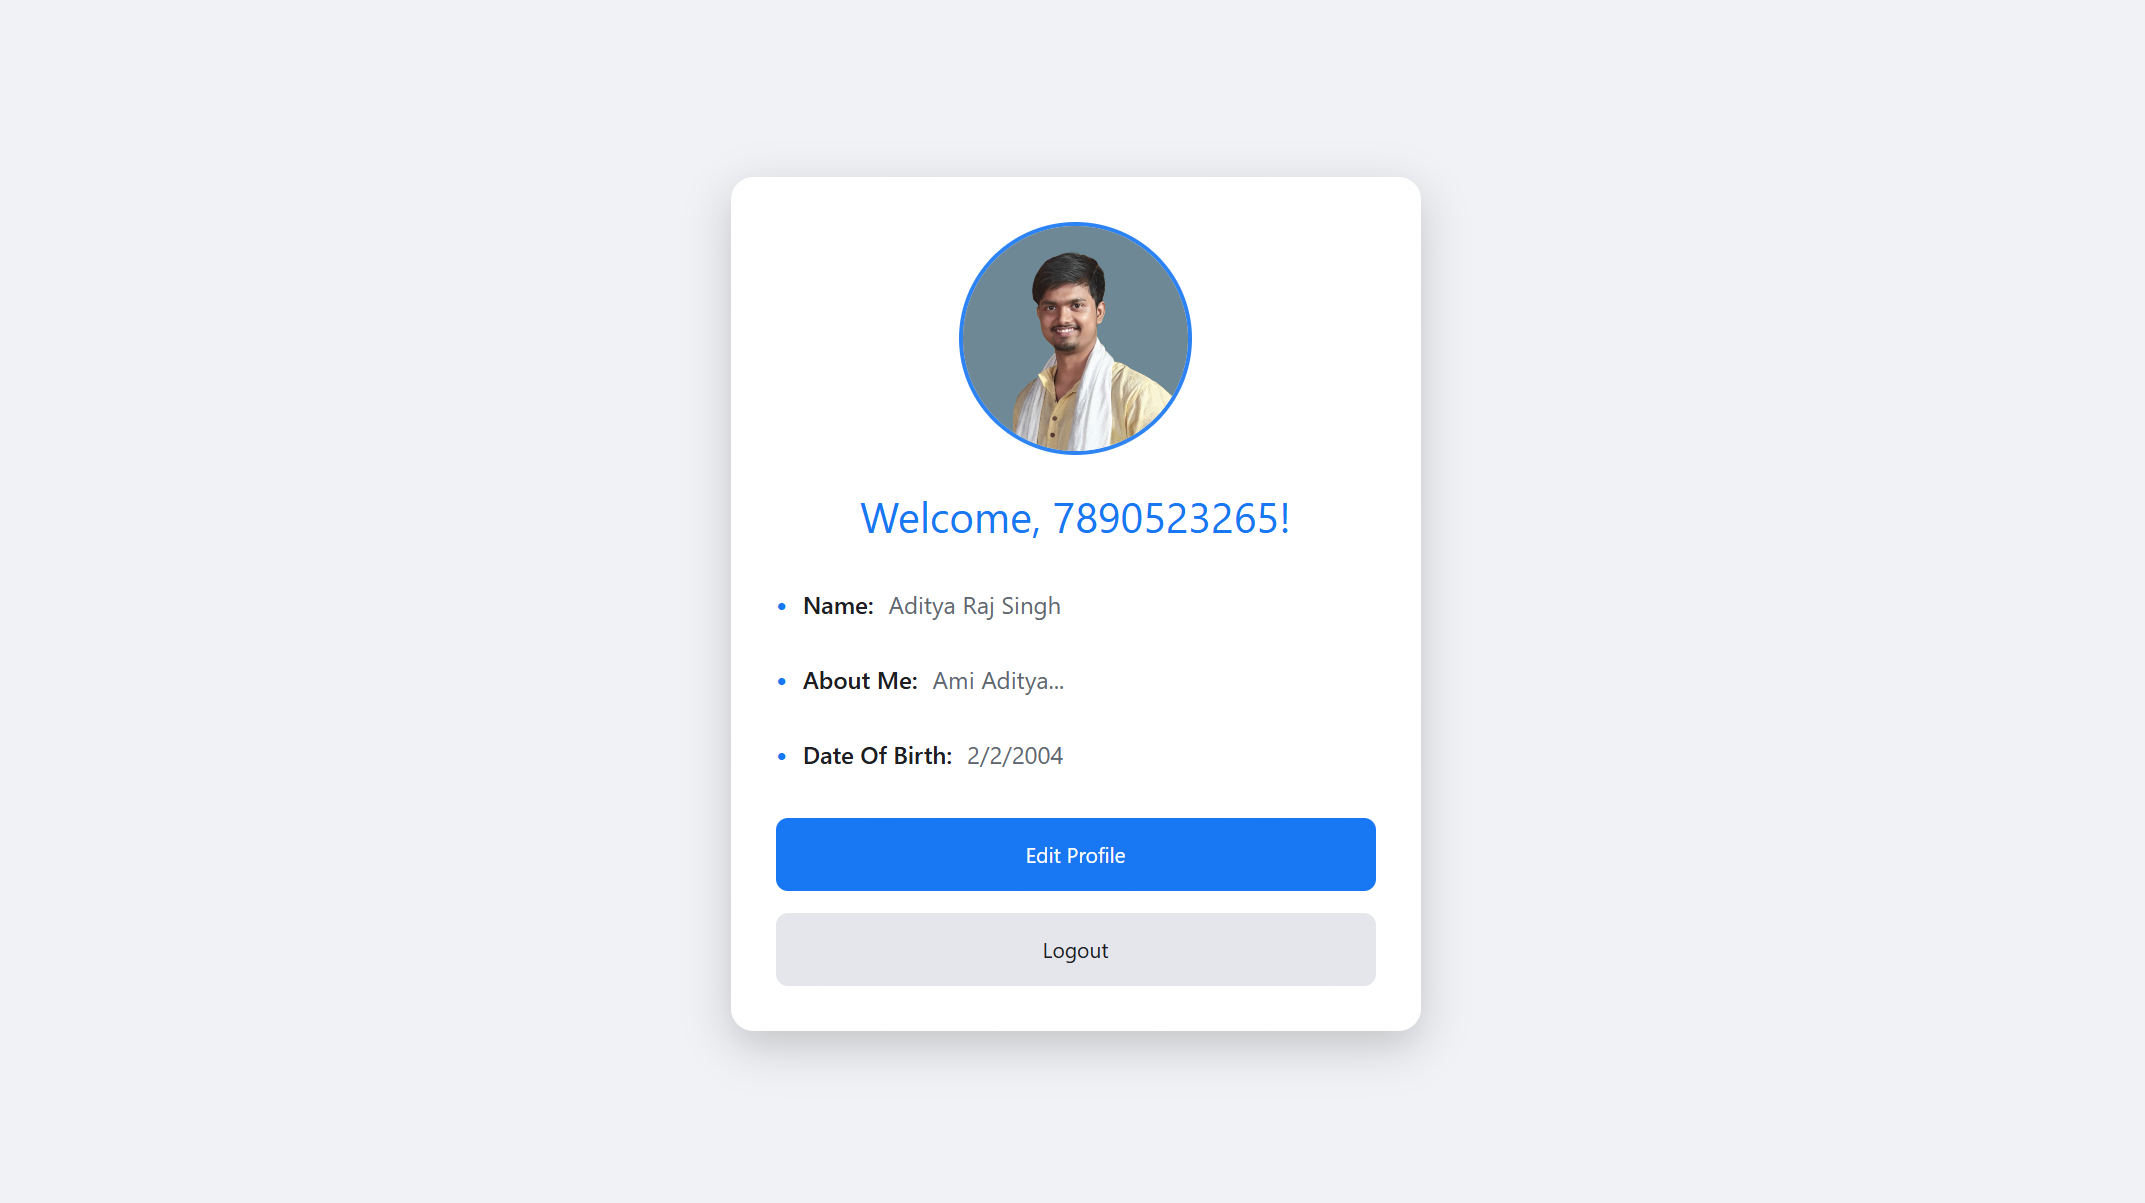 Welcome, 7890523265!
• Name: Aditya Raj Singh
• About Me: Ami Aditya...
• Date Of Birth: 2/2/2004
Edit Profile
Logout